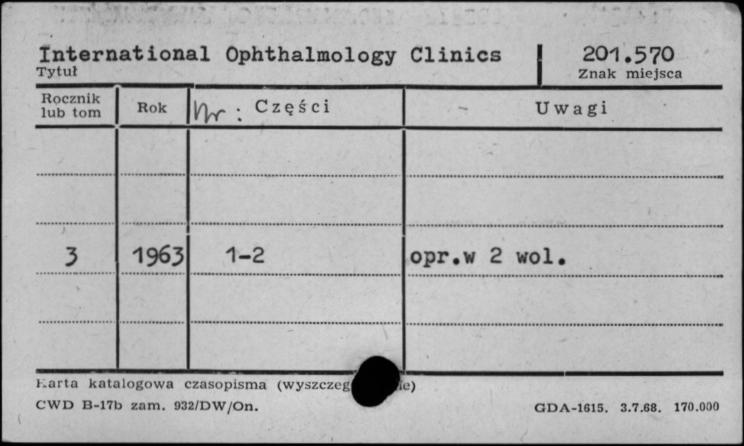 International Ophthalmology Clinics 201.570
Tytuł Znak miejsca
Rocznik lub tom Rok Nr: Części Uwagi
3 1963 1-2 opr.w 2 wol.
Karta katalogowa czasopisma
CWD B-17b zam. 932/DW/On. GDA-1615. 3.7.68. 170.000